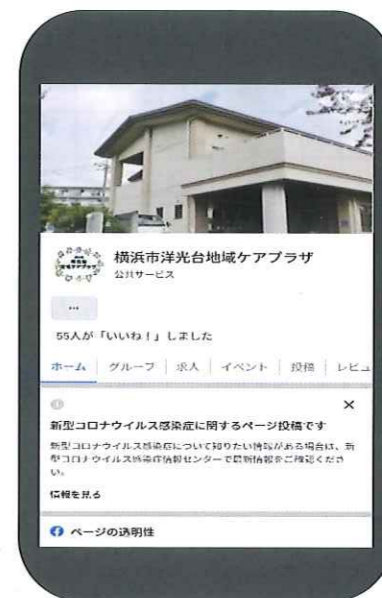 横浜市洋光台地域ケアプラザ
公共サービス
...
55人が「いいね！」しました
ホーム グループ 求人 イベント 投稿 レビュ
新型コロナウイルス感染症に関するページ投稿です
新型コロナウイルス感染症について知りたい情報がある場合は、新
型コロナウイルス感染症情報センターで最新情報をご確認くださ
い。
情報を見る
ページの透明性